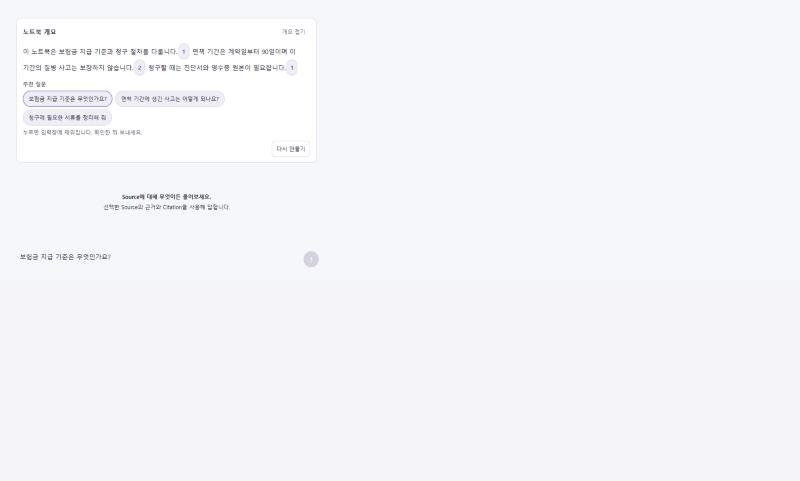 노트북 개요
개요 접기
이 노트북은 보험금 지급 기준과 청구 절차를 다룹니다. 1 면책 기간은 계약일부터 90일이며 이
기간의 질병 사고는 보장하지 않습니다. 2 청구할 때는 진단서와 영수증 원본이 필요합니다. 1
추천 질문
보험금 지급 기준은 무엇인가요?
면책 기간에 생긴 사고는 어떻게 되나요?
청구에 필요한 서류를 정리해 줘
누르면 입력창에 채워집니다. 확인한 뒤 보내세요.
다시 만들기
Source에 대해 무엇이든 물어보세요.
선택한 Source의 근거와 Citation을 사용해 답합니다.
보험금 지급 기준은 무엇인가요?